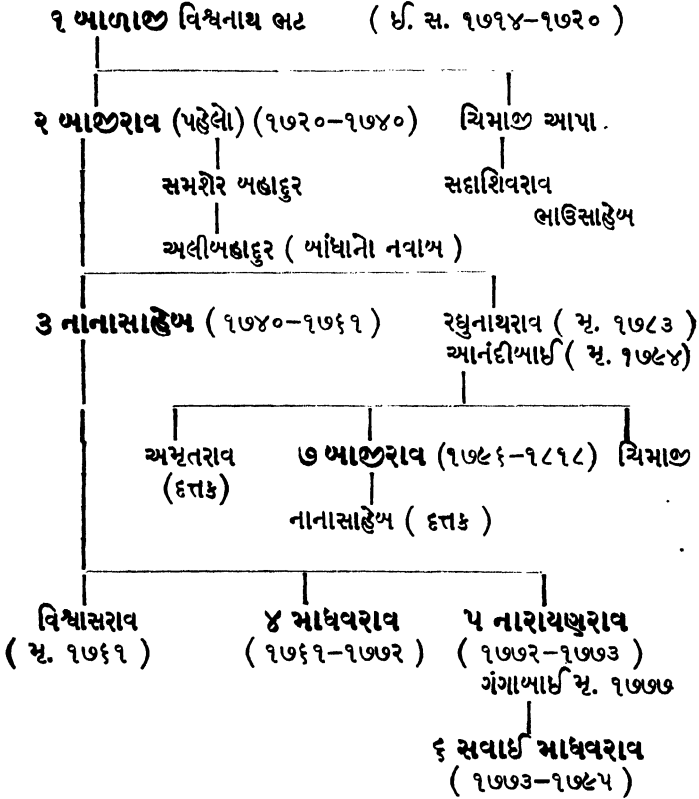 ૧ બાળાજી વિશ્વનાથ ભટ ( ઈ. સ. ૧૭૧૪–૧૭૨૦ )
૨ બાજીરાવ (પહેલો) (૧૭૨૦–૧૭૪૦) ચિમાજી આપા.
સમશેર બહાદુર સદાશિવરાવ
ભાઉસાહેબ
અલીબહાદુર ( બાંધાનો નવાબ )
૩ નાનાસાહેબ ( ૧૭૪૦–૧૭૬૧ ) રઘુનાથરાવ ( મૃ. ૧૭૮૩ )
આનંદીબાઈ ( મૃ. ૧૭૯૪)
અમૃતરાવ ૭ બાજીરાવ (૧૭૯૬–૧૮૧૮) ચિમાજી
(દત્તક)
નાનાસાહેબ ( દત્તક )
વિશ્વાસરાવ ૪ માધવરાવ ૫ નારાયણરાવ
( મૃ. ૧૭૬૧ ) ( ૧૭૬૧–૧૭૭૨ ) ( ૧૭૭૨–૧૭૭૩ )
ગંગાબાઈ મૃ. ૧૭૭૭
૬ સવાઈ માધવરાવ
( ૧૭૭૩–૧૭૯૫ )